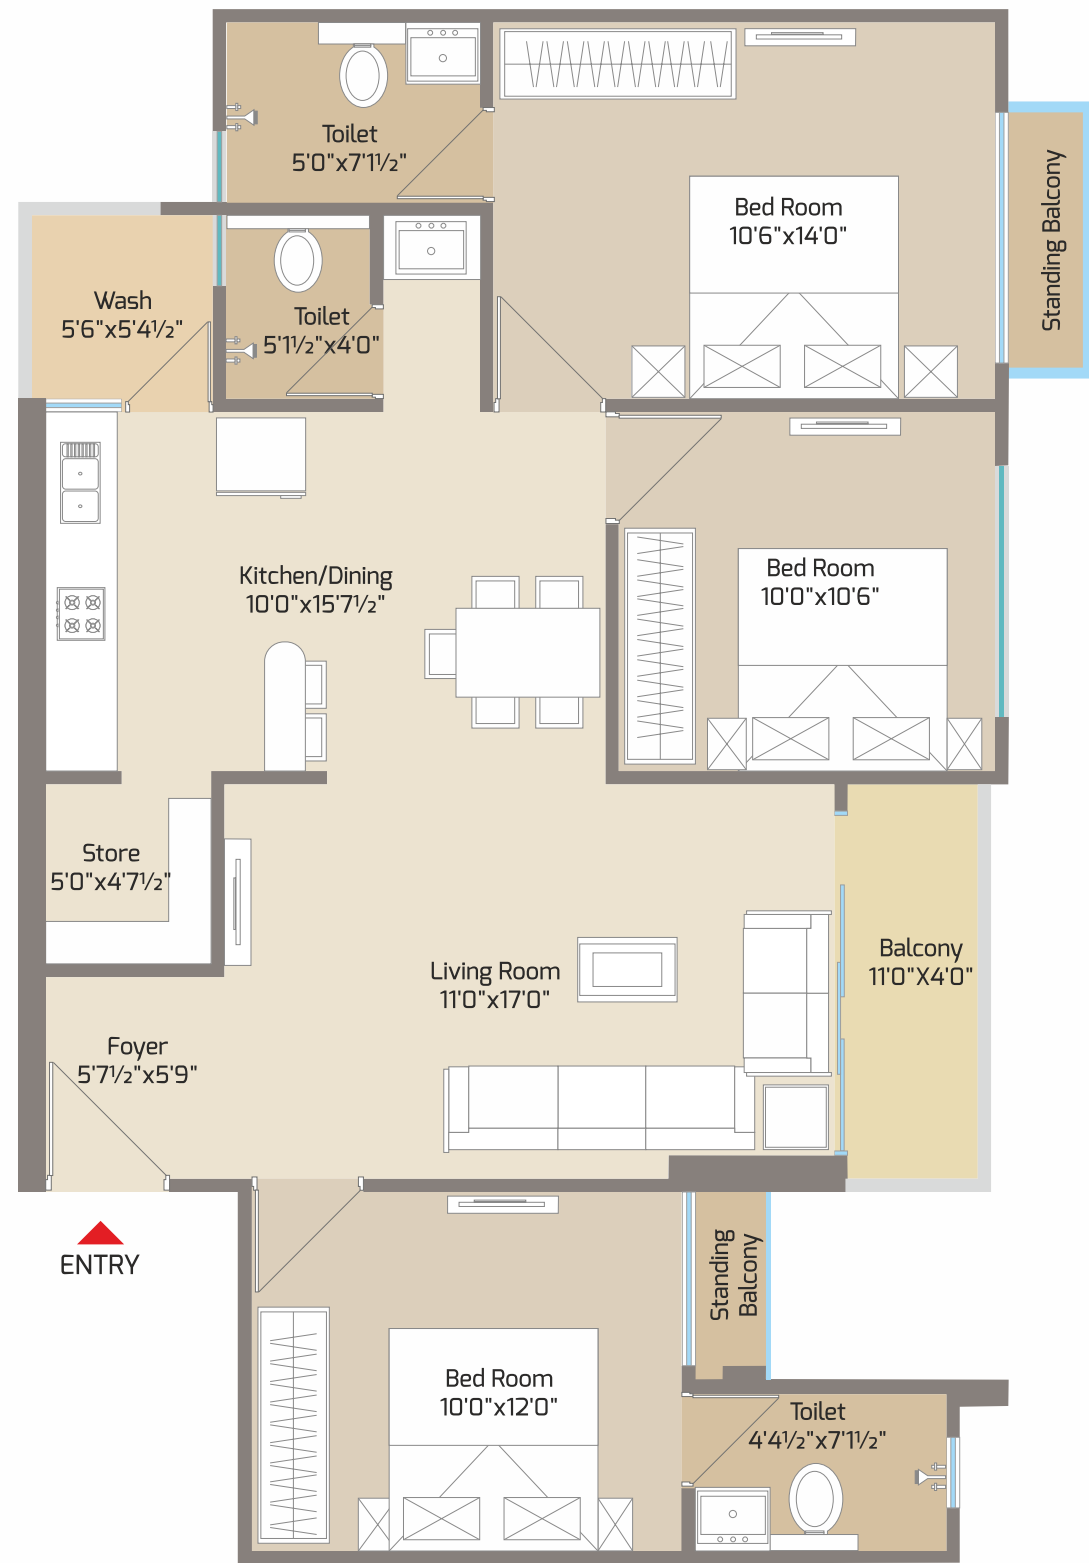 Toilet
5'0"x7'1½"
Bed Room
10'6"x14'0"
Standing Balcony
Wash
5'6"x5'4½"
Toilet
5'1½"x4'0"
Kitchen/Dining
10'0"x15'7½"
Bed Room
10'0"x10'6"
Store
5'0"x4'7½"
Living Room
11'0"x17'0"
Balcony
11'0"X4'0"
Foyer
5'7½"x5'9"
ENTRY
Standing
Balcony
Bed Room
10'0"x12'0"
Toilet
4'4½"x7'1½"